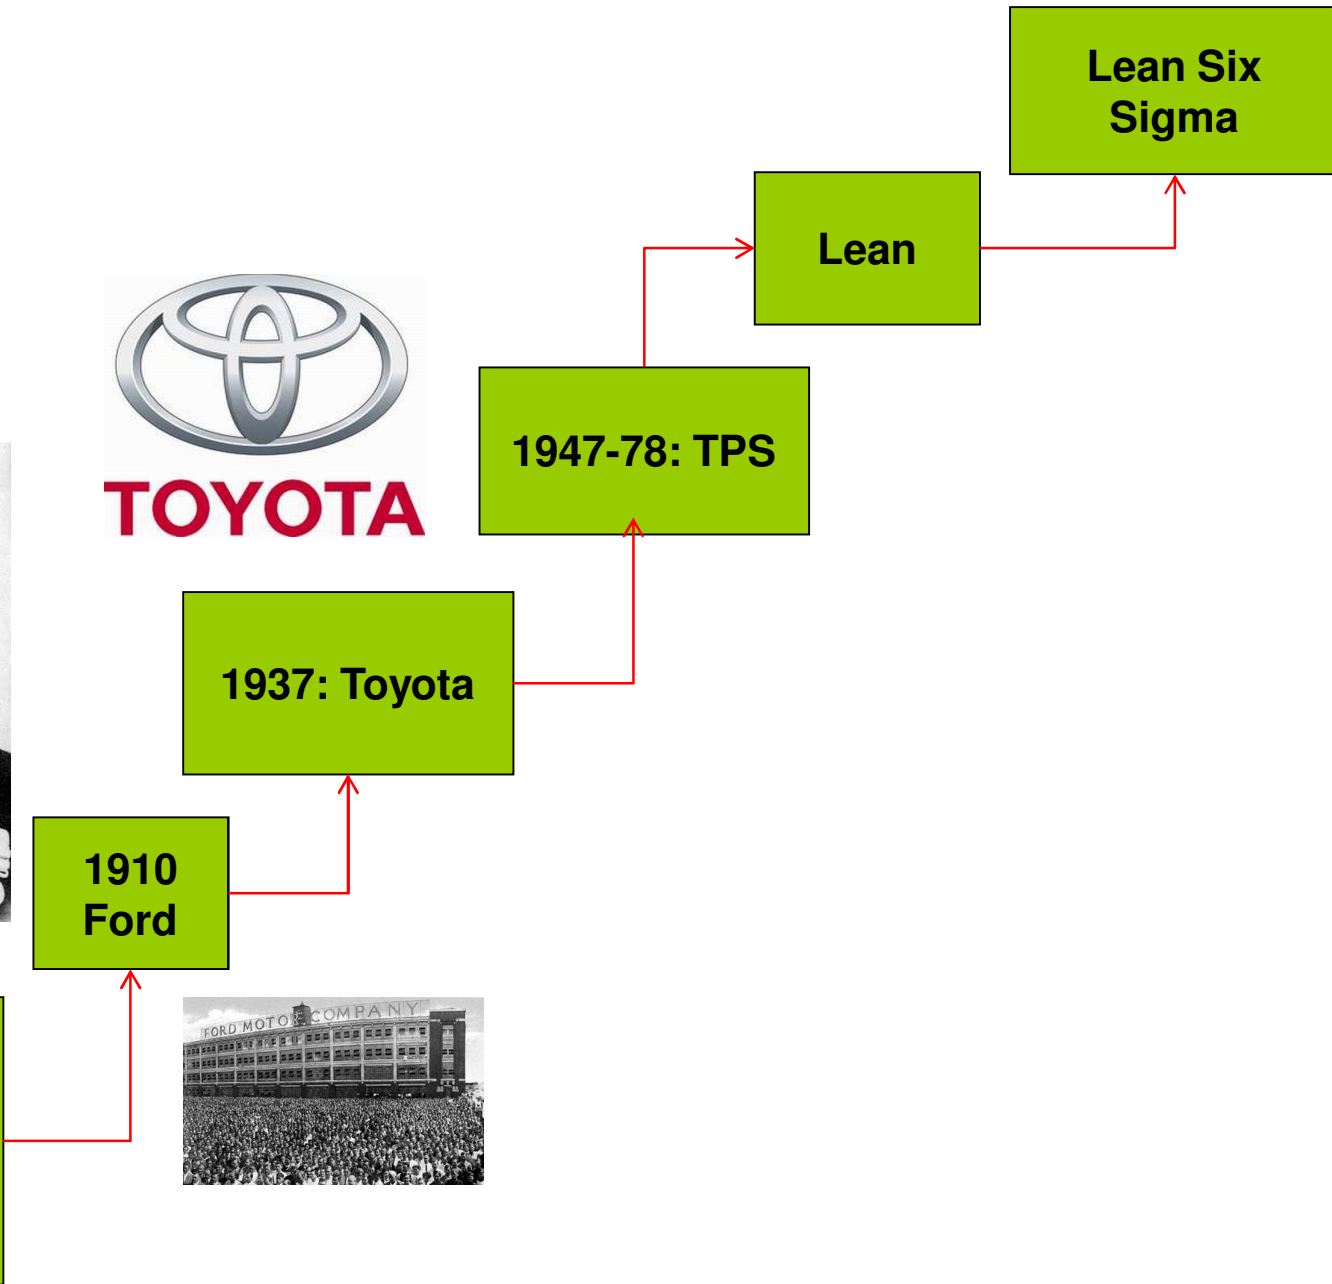 Lean Six
Sigma
Lean
TOYOTA
1947-78: TPS
1937: Toyota
1910
Ford
FORD MOTOR COMPANY